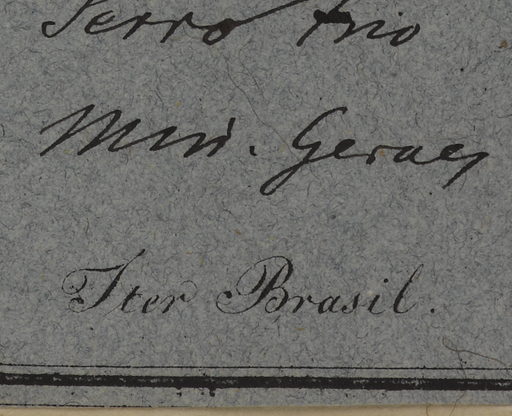 Serro frio
Min. Geraes
Iter Brasil.